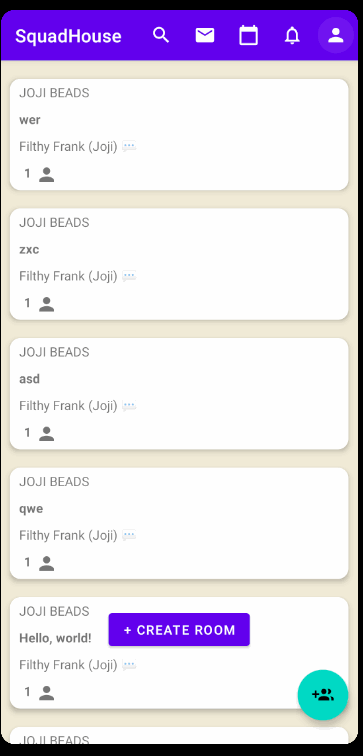 SquadHouse
JOJI BEADS
wer
Filthy Frank (Joji) 💬
1
JOJI BEADS
zxc
Filthy Frank (Joji) 💬
1
JOJI BEADS
asd
Filthy Frank (Joji) 💬
1
JOJI BEADS
qwe
Filthy Frank (Joji) 💬
1
JOJI BEADS
+ CREATE ROOM
Hello, world!
Filthy Frank (Joji) 💬
1
JOJI BEADS